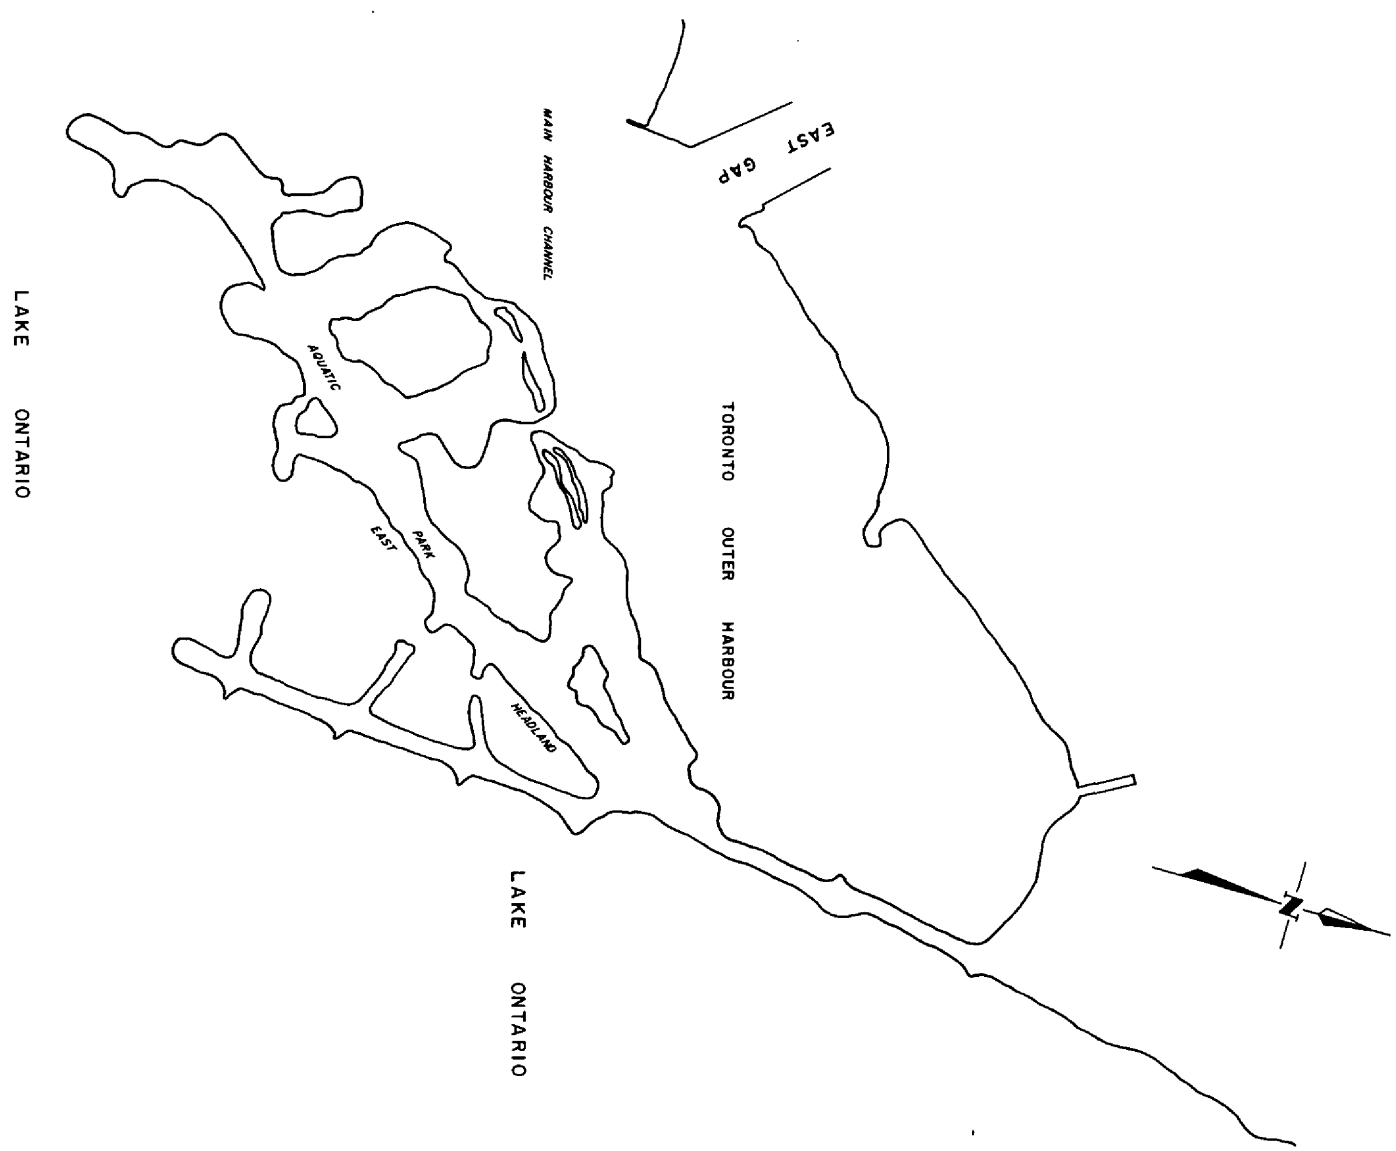 EAST GAP
MAIN HARBOUR CHANNEL
TORONTO OUTER HARBOUR
AQUATIC PARK
EAST HEADLAND
LAKE ONTARIO
LAKE ONTARIO
N